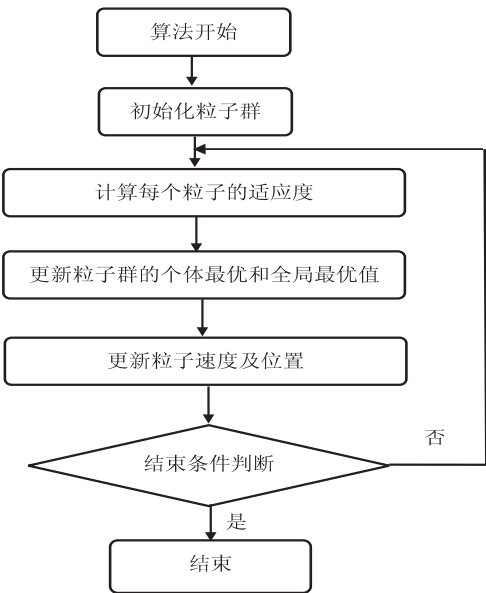 算法开始
初始化粒子群
计算每个粒子的适应度
更新粒子群的个体最优和全局最优值
更新粒子速度及位置
结束条件判断
否
是
结束